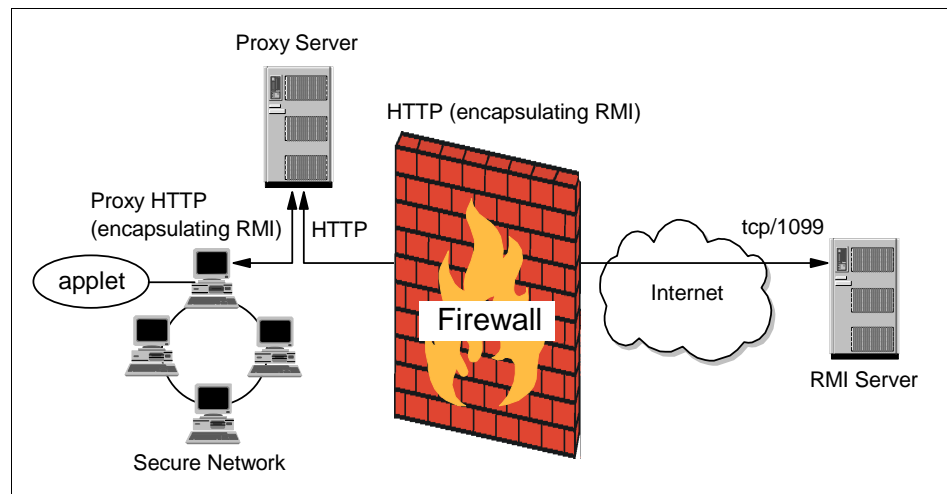 Proxy Server
HTTP (encapsulating RMI)
Proxy HTTP
(encapsulating RMI)
HTTP
tcp/1099
applet
Internet
Firewall
RMI Server
Secure Network